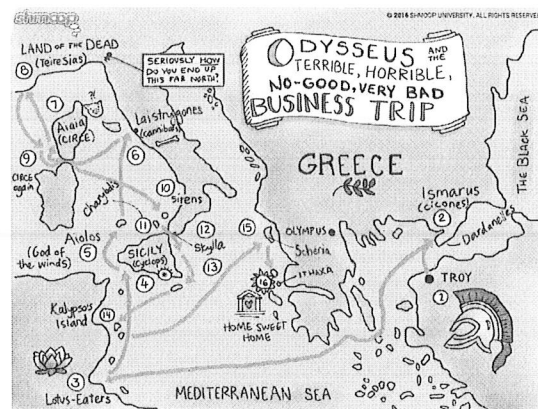 shmoop
© 2014 SHMOOP UNIVERSITY. ALL RIGHTS RESERVED
ODYSSEUS AND THE
TERRIBLE, HORRIBLE,
NO-GOOD, VERY BAD
BUSINESS TRIP
LAND OF THE DEAD
(Teiresias)
8
SERIOUSLY HOW
DO YOU END UP
THIS FAR NORTH?
7
?!
Aiaia
(CIRCE)
Laistrygones
(cannibals)
6
9
CIRCE
again
Charybdis
10
Sirens
11
12
Skylla
13
Aiolos
(God of
the winds)
5
SICILY
(Cyclops)
4
Kalypso's
Island
14
3
Lotus-Eaters
15
16
HOME SWEET
HOME
OLYMPUS
Scheria
ITHAKA
GREECE
Ismarus
(cicones)
2
Dardanelles
TROY
1
THE BLACK SEA
MEDITERRANEAN SEA